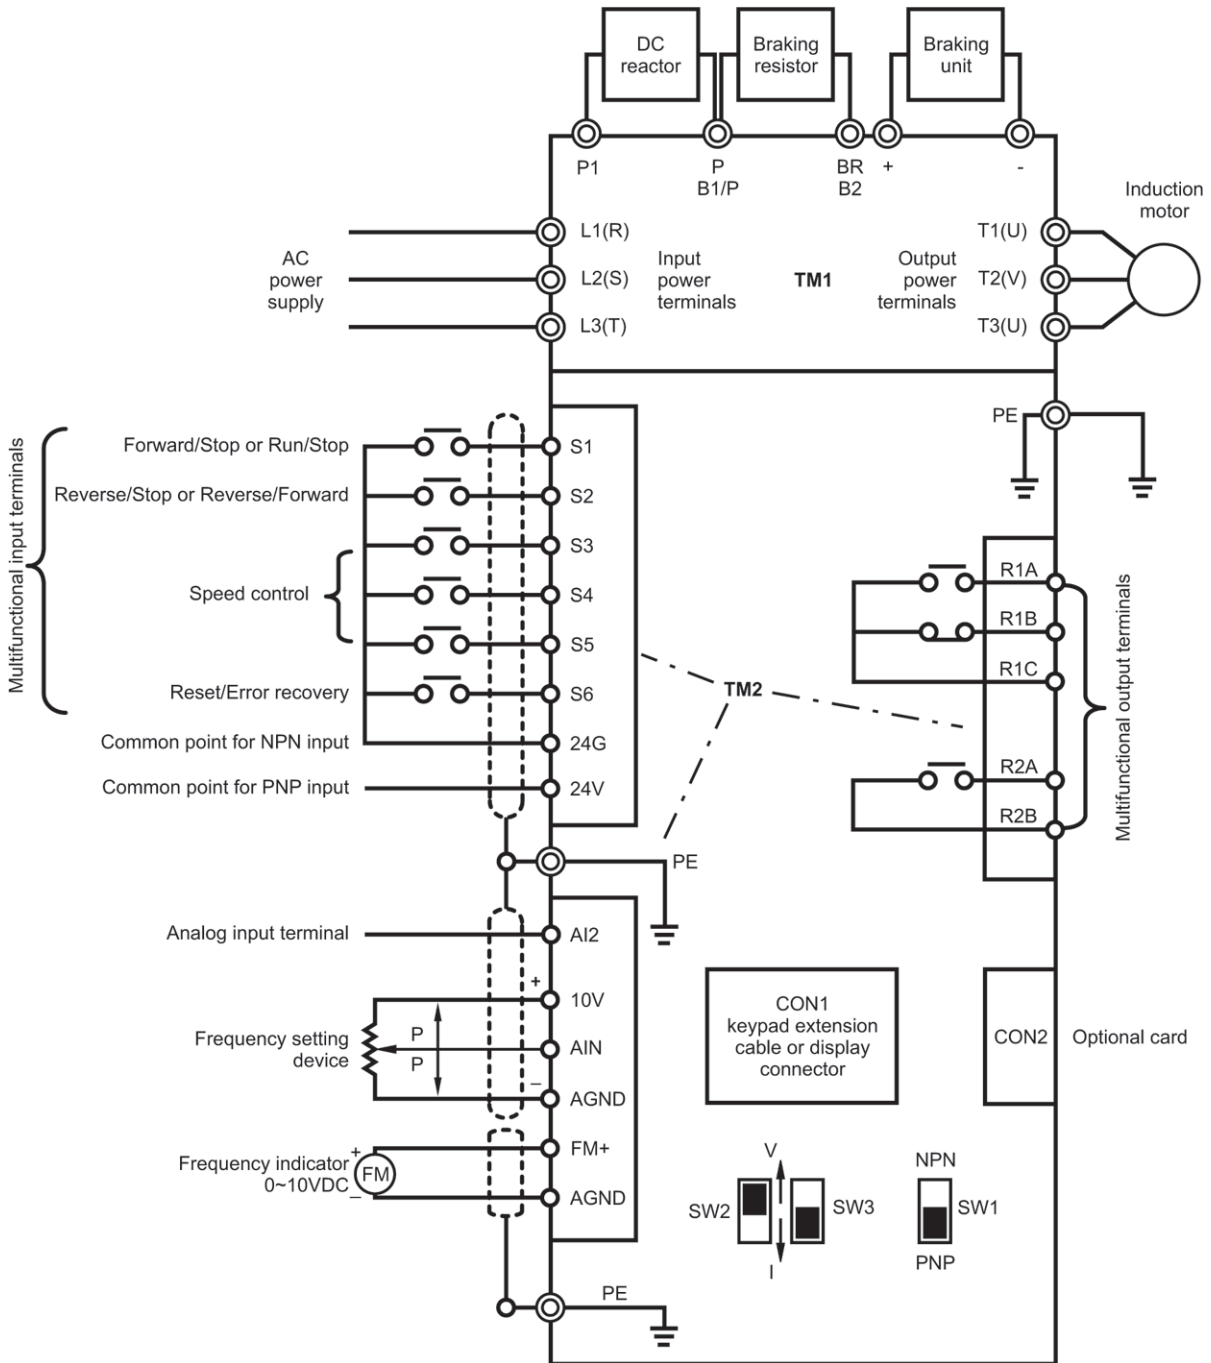 DC
reactor
Braking
resistor
Braking
unit
P1
P
B1/P
BR
B2
+
-
Induction
motor
AC
power
supply
L1(R)
L2(S)
L3(T)
Input
power
terminals
TM1
Output
power
terminals
T1(U)
T2(V)
T3(U)
PE
Multifunctional input terminals
Forward/Stop or Run/Stop
Reverse/Stop or Reverse/Forward
Speed control
Reset/Error recovery
Common point for NPN input
Common point for PNP input
S1
S2
S3
S4
S5
S6
24G
24V
TM2
R1A
R1B
R1C
R2A
R2B
Multifunctional output terminals
PE
Analog input terminal
AI2
Frequency setting
device
P
P
+
10V
AIN
–
AGND
Frequency indicator
0~10VDC
+
FM
–
FM+
AGND
PE
CON1
keypad extension
cable or display
connector
CON2
Optional card
V
SW2
SW3
I
NPN
SW1
PNP